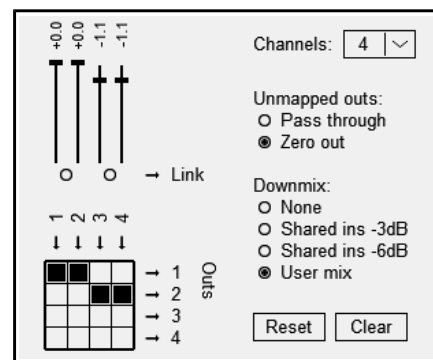 +0.0 +0.0 -1.1 -1.1
Channels: 4
Unmapped outs:
Pass through
Zero out
→ Link
Downmix:
None
Shared ins -3dB
Shared ins -6dB
User mix
1 2 3 4
→ 1
→ 2
→ 3
→ 4
Outs
Reset Clear